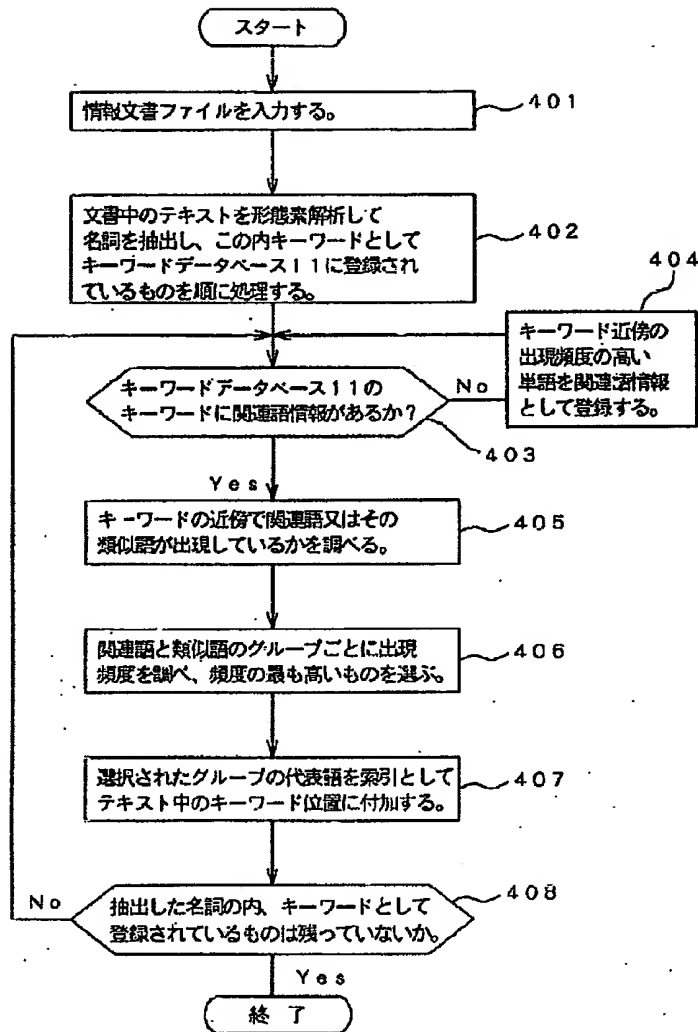 スタート
情報文書ファイルを入力する。
401
文書中のテキストを形態素解析して
名詞を抽出し、この内キーワードとして
キーワードデータベース11に登録され
ているものを順に処理する。
402
404
キーワード近傍の
出現頻度の高い
単語を関連語情報
として登録する。
キーワードデータベース11の
キーワードに関連語情報があるか?
No
403
Yes
キーワードの近傍で関連語又はその
類似語が出現しているかを調べる。
405
関連語と類似語のグループごとに出現
頻度を調べ、頻度の最も高いものを選ぶ。
406
選択されたグループの代表語を索引として
テキスト中のキーワード位置に付加する。
407
No
抽出した名詞の内、キーワードとして
登録されているものは残っていないか。
408
Yes
終了